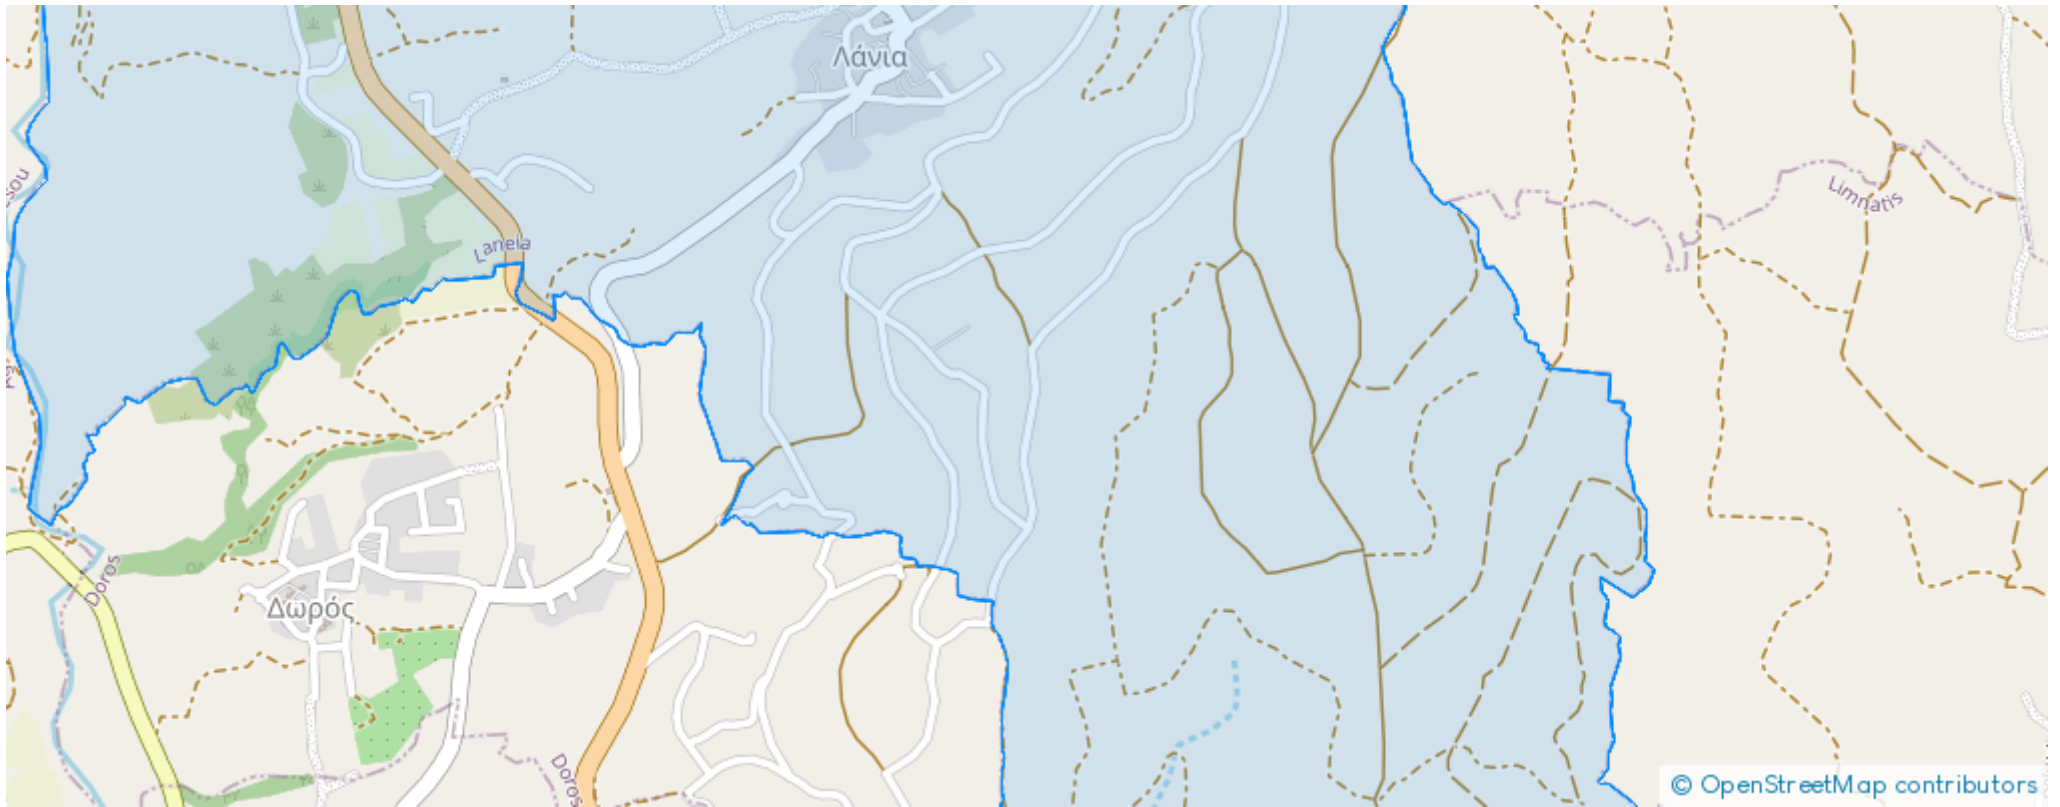 Λάνια
Limnatis
Lanela
Doros
Δωρός
Doros
© OpenStreetMap contributors